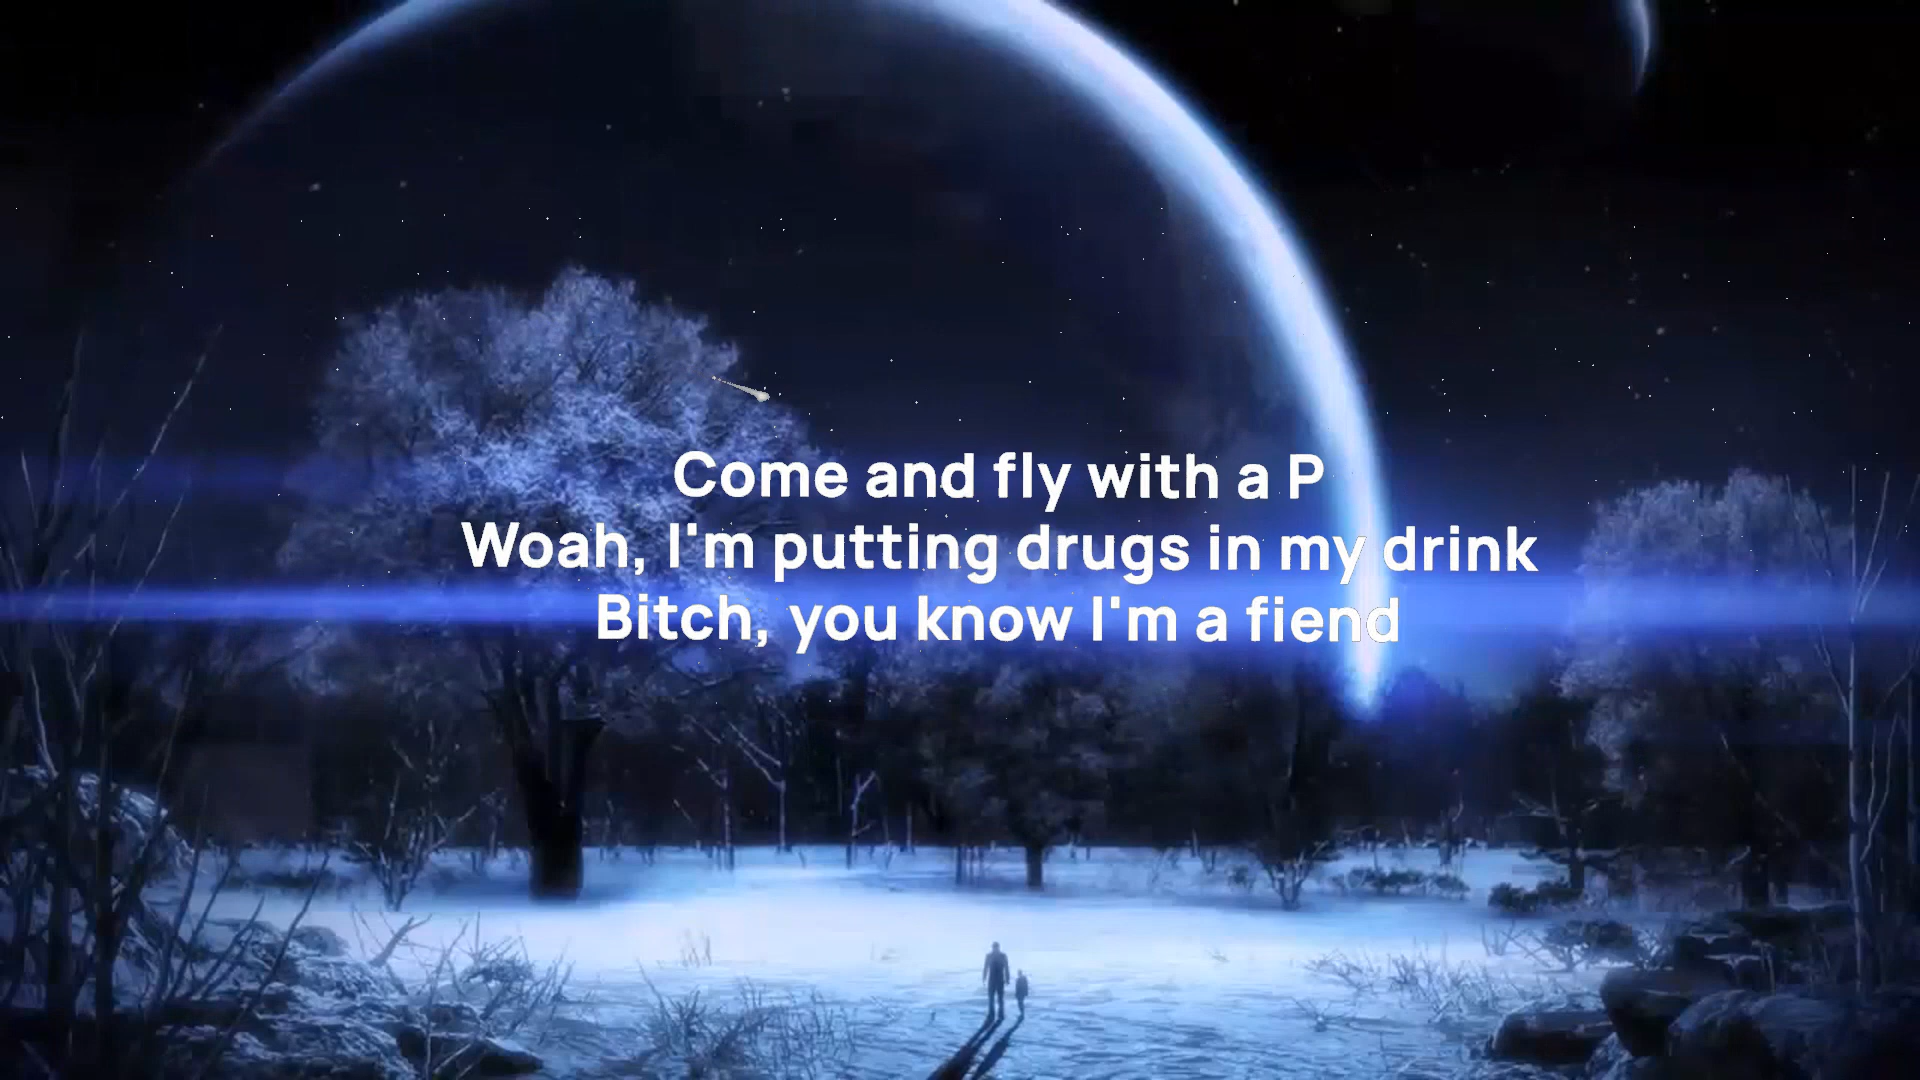 Come and fly with a P
Woah, I'm putting drugs in my drink
Bitch, you know I'm a fiend